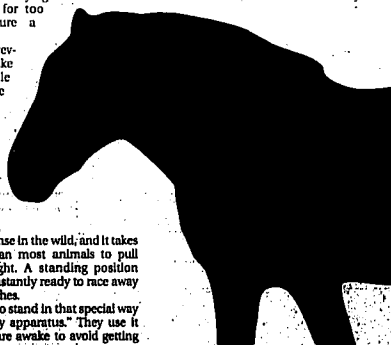 for too
ure a
rev-
ke
le
e
nse in the wild, and it takes
an most animals to pull
ght. A standing position
stantly ready to race away
hes.
o stand in that special way
y apparatus." They use it
re awake to avoid getting